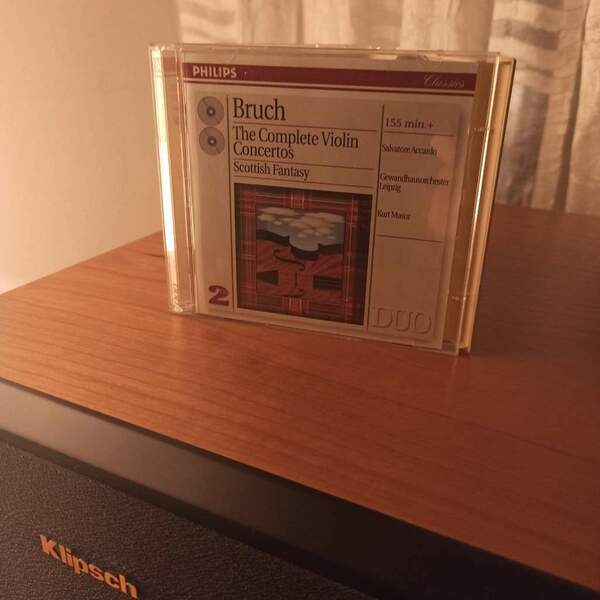 PHILIPS
Classics
Bruch
The Complete Violin
Concertos
Scottish Fantasy
155 min.+
Salvatore Accardo
Gewandhausorchester
Leipzig
Kurt Masur
2
DUO
Klipsch